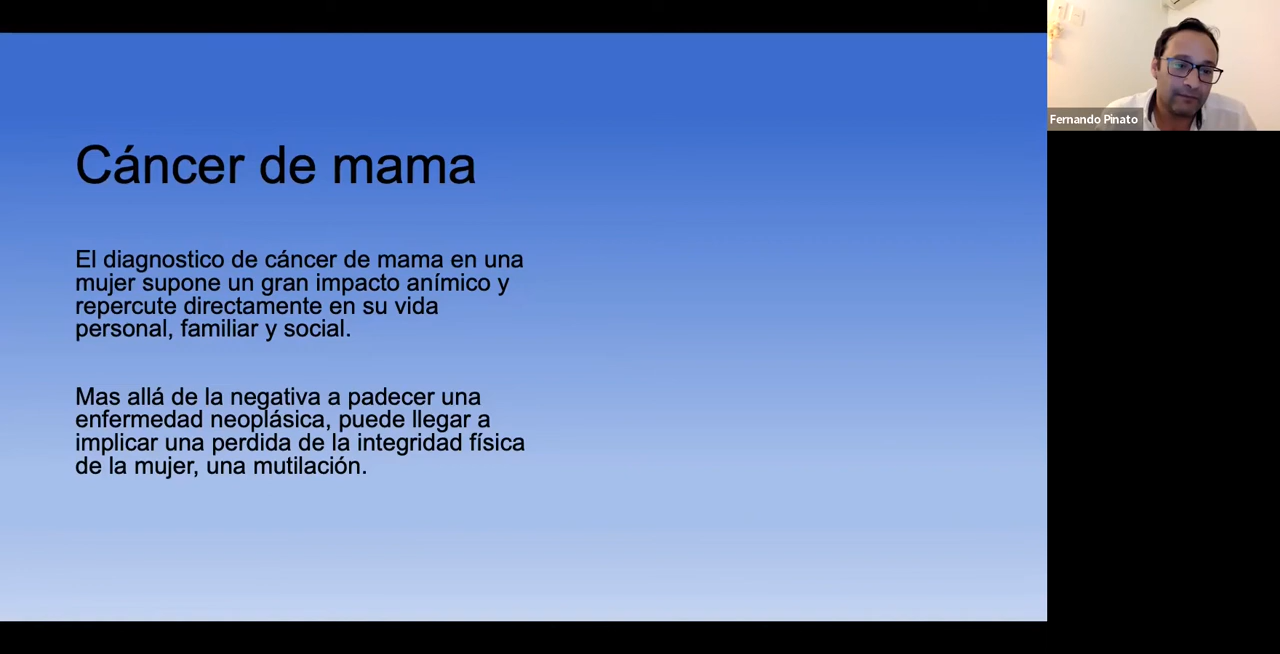 Cáncer de mama
El diagnostico de cáncer de mama en una
mujer supone un gran impacto anímico y
repercute directamente en su vida
personal, familiar y social.
Mas allá de la negativa a padecer una
enfermedad neoplásica, puede llegar a
implicar una perdida de la integridad física
de la mujer, una mutilación.
Fernando Pinato